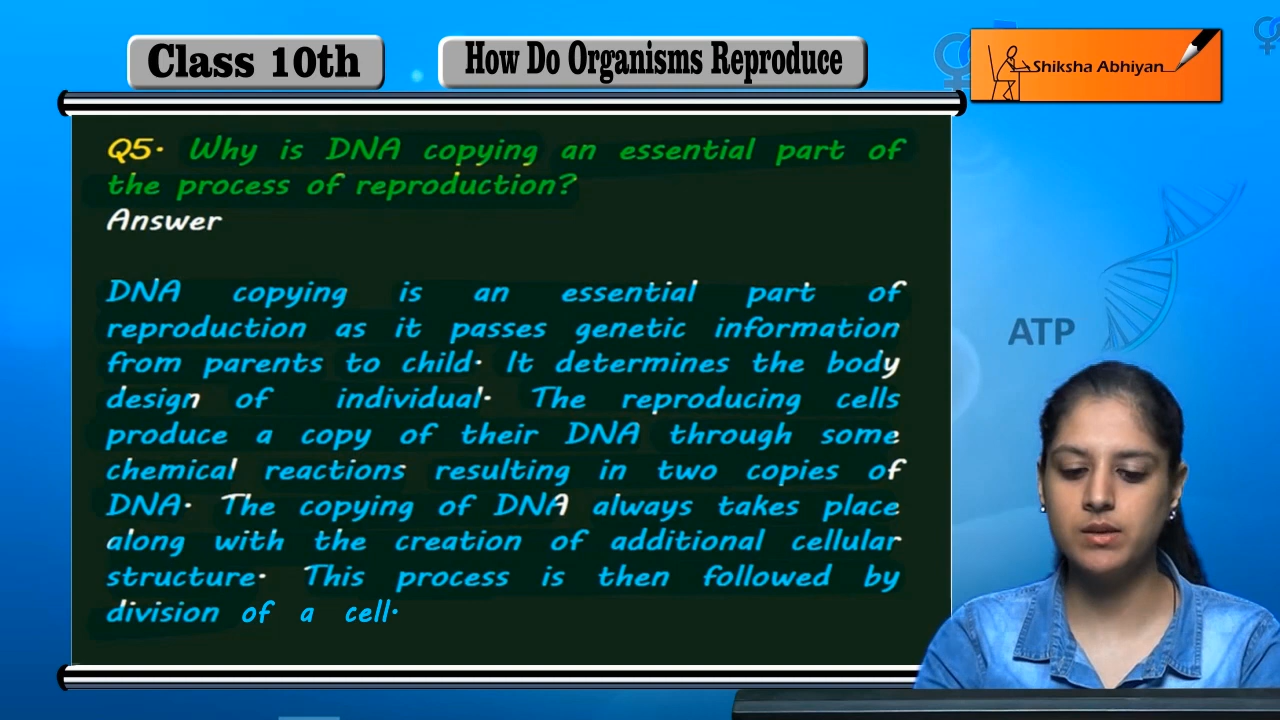 Class 10th
How Do Organisms Reproduce
Shiksha Abhiyan
Q5. Why is DNA copying an essential part of
the process of reproduction?
Answer
DNA copying is an essential part of
reproduction as it passes genetic information
from parents to child. It determines the body
design of individual. The reproducing cells
produce a copy of their DNA through some
chemical reactions resulting in two copies of
DNA. The copying of DNA always takes place
along with the creation of additional cellular
structure. This process is then followed by
division of a cell.
ATP